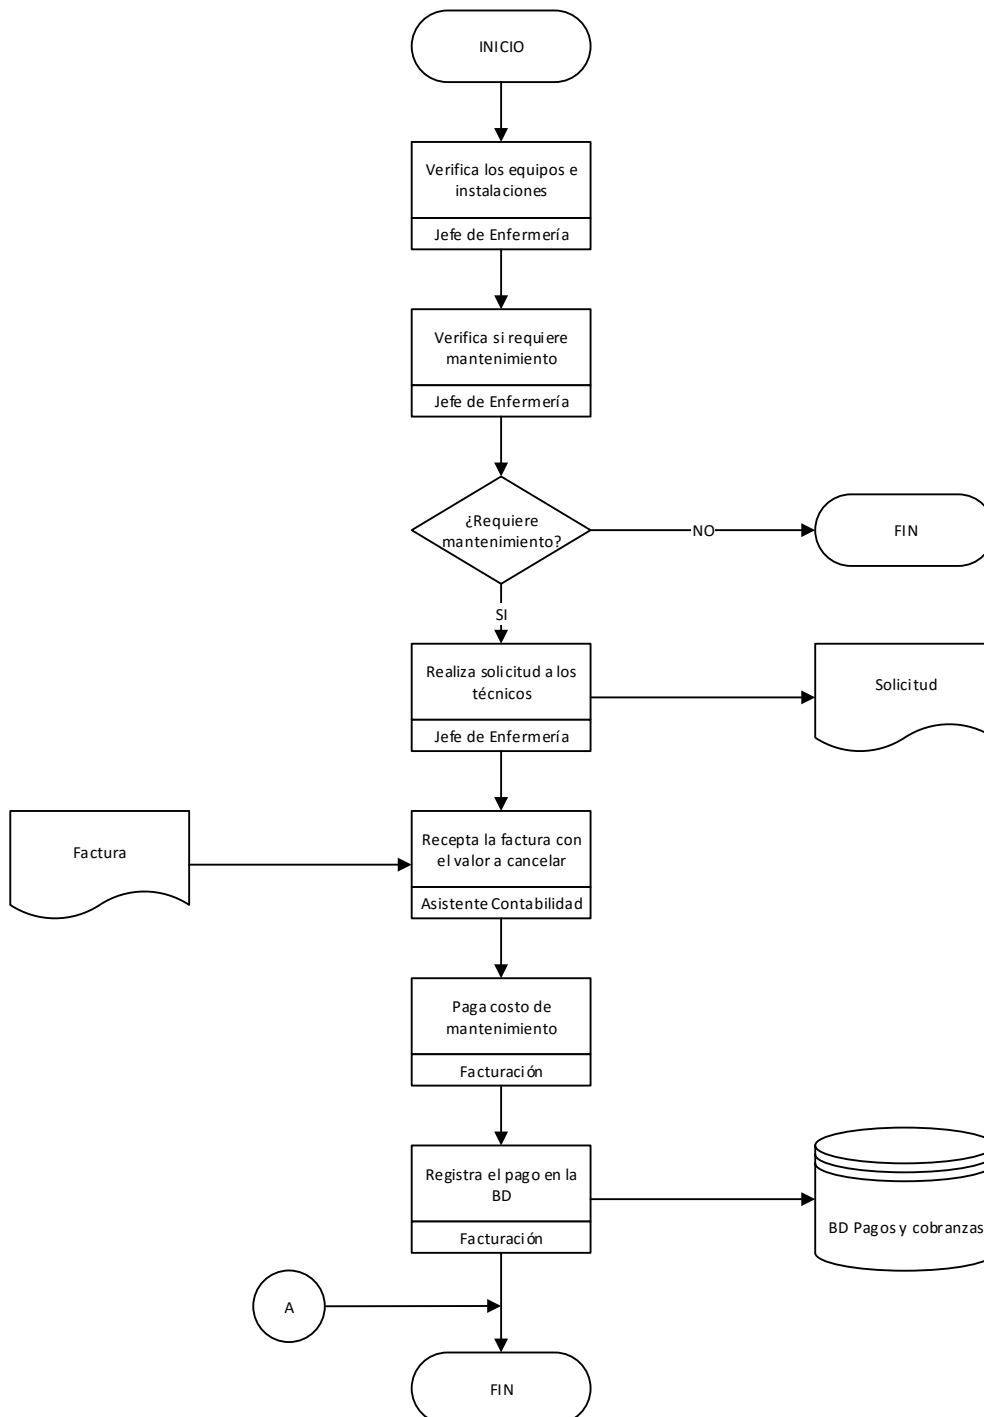 INICIO
Verifica los equipos e
instalaciones
Jefe de Enfermería
Verifica si requiere
mantenimiento
Jefe de Enfermería
¿Requiere
mantenimiento?
NO
FIN
SI
Realiza solicitud a los
técnicos
Jefe de Enfermería
Solicitud
Factura
Recepta la factura con
el valor a cancelar
Asistente Contabilidad
Paga costo de
mantenimiento
Facturación
Registra el pago en la
BD
Facturación
BD Pagos y cobranzas
A
FIN